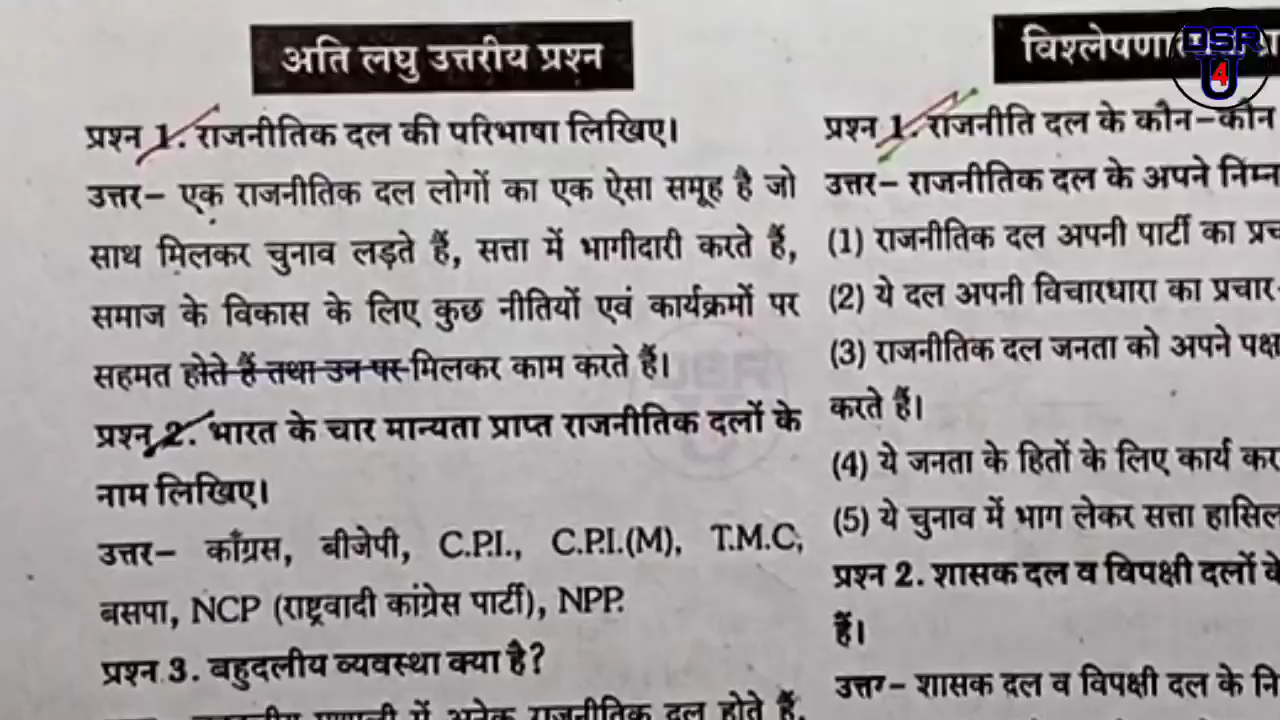 अति लघु उत्तरीय प्रश्न
प्रश्न 1. राजनीतिक दल की परिभाषा लिखिए।
उत्तर– एक राजनीतिक दल लोगों का एक ऐसा समूह है जो
साथ मिलकर चुनाव लड़ते हैं, सत्ता में भागीदारी करते हैं,
समाज के विकास के लिए कुछ नीतियों एवं कार्यक्रमों पर
सहमत होते हैं तथा उन पर मिलकर काम करते हैं।
प्रश्न 2. भारत के चार मान्यता प्राप्त राजनीतिक दलों के
नाम लिखिए।
उत्तर– काँग्रस, बीजेपी, C.P.I., C.P.I.(M), T.M.C,
बसपा, NCP (राष्ट्रवादी कांग्रेस पार्टी), NPP.
प्रश्न 3. बहुदलीय व्यवस्था क्या है?
में अनेक राजनीतिक दल होते हैं,
DSR
U
4
प्रश्न 1. राजनीति दल के कौन–कौन
उत्तर– राजनीतिक दल के अपने निम्न
(1) राजनीतिक दल अपनी पार्टी का प्रच
(2) ये दल अपनी विचारधारा का प्रचार-
(3) राजनीतिक दल जनता को अपने पक्ष
करते हैं।
(4) ये जनता के हितों के लिए कार्य कर
(5) ये चुनाव में भाग लेकर सत्ता हासिल
प्रश्न 2. शासक दल व विपक्षी दलों के
हैं।
उत्तर– शासक दल व विपक्षी दल के नि